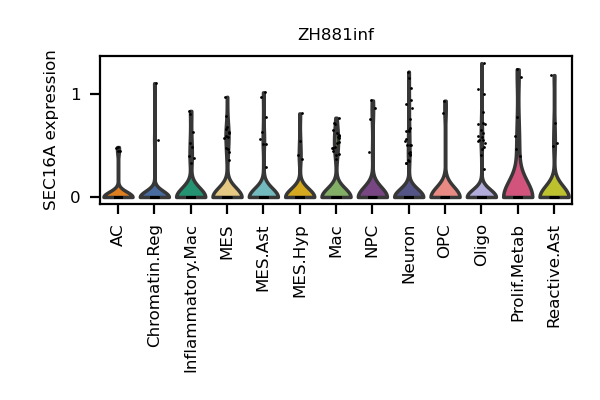 ZH881inf
SEC16A expression
1
0
AC
Chromatin.Reg
Inflammatory.Mac
MES
MES.Ast
MES.Hyp
Mac
NPC
Neuron
OPC
Oligo
Prolif.Metab
Reactive.Ast